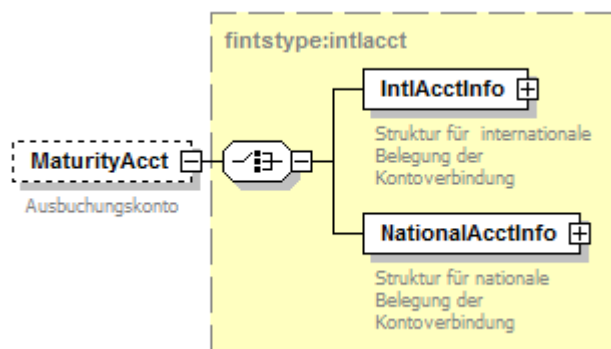 fintstype:intlacct
IntlAcctInfo
Struktur für internationale
Belegung der
Kontoverbindung
MaturityAcct
Ausbuchungskonto
NationalAcctInfo
Struktur für nationale
Belegung der
Kontoverbindung